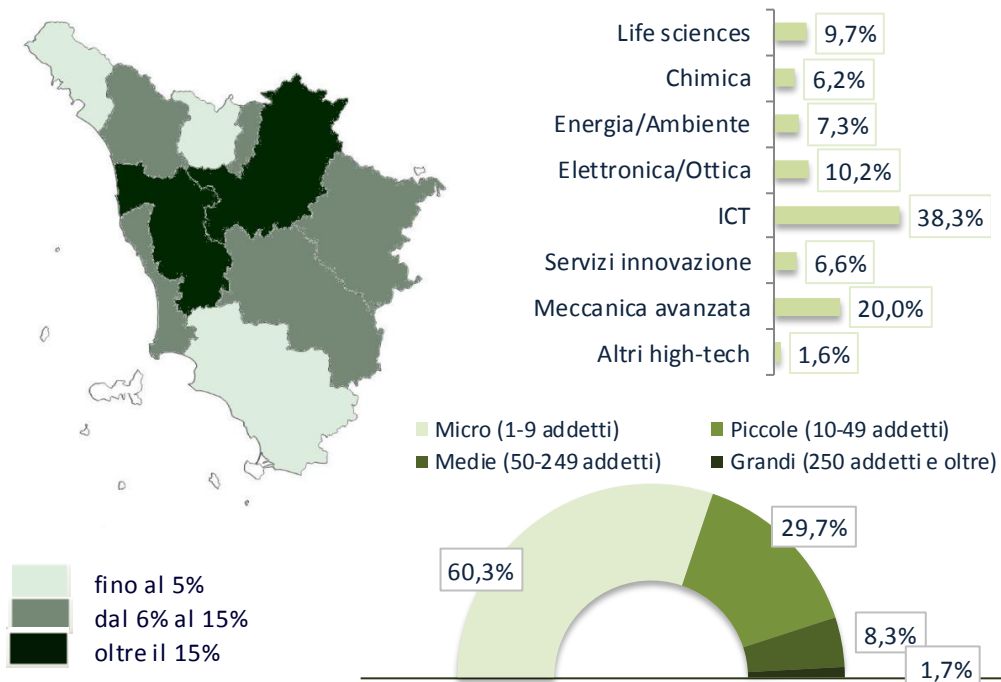 Life sciences 9,7%
Chimica 6,2%
Energia/Ambiente 7,3%
Elettronica/Ottica 10,2%
ICT 38,3%
Servizi innovazione 6,6%
Meccanica avanzata 20,0%
Altri high-tech 1,6%
Micro (1-9 addetti) Piccole (10-49 addetti)
Medie (50-249 addetti) Grandi (250 addetti e oltre)
29,7%
60,3%
8,3%
1,7%
fino al 5%
dal 6% al 15%
oltre il 15%